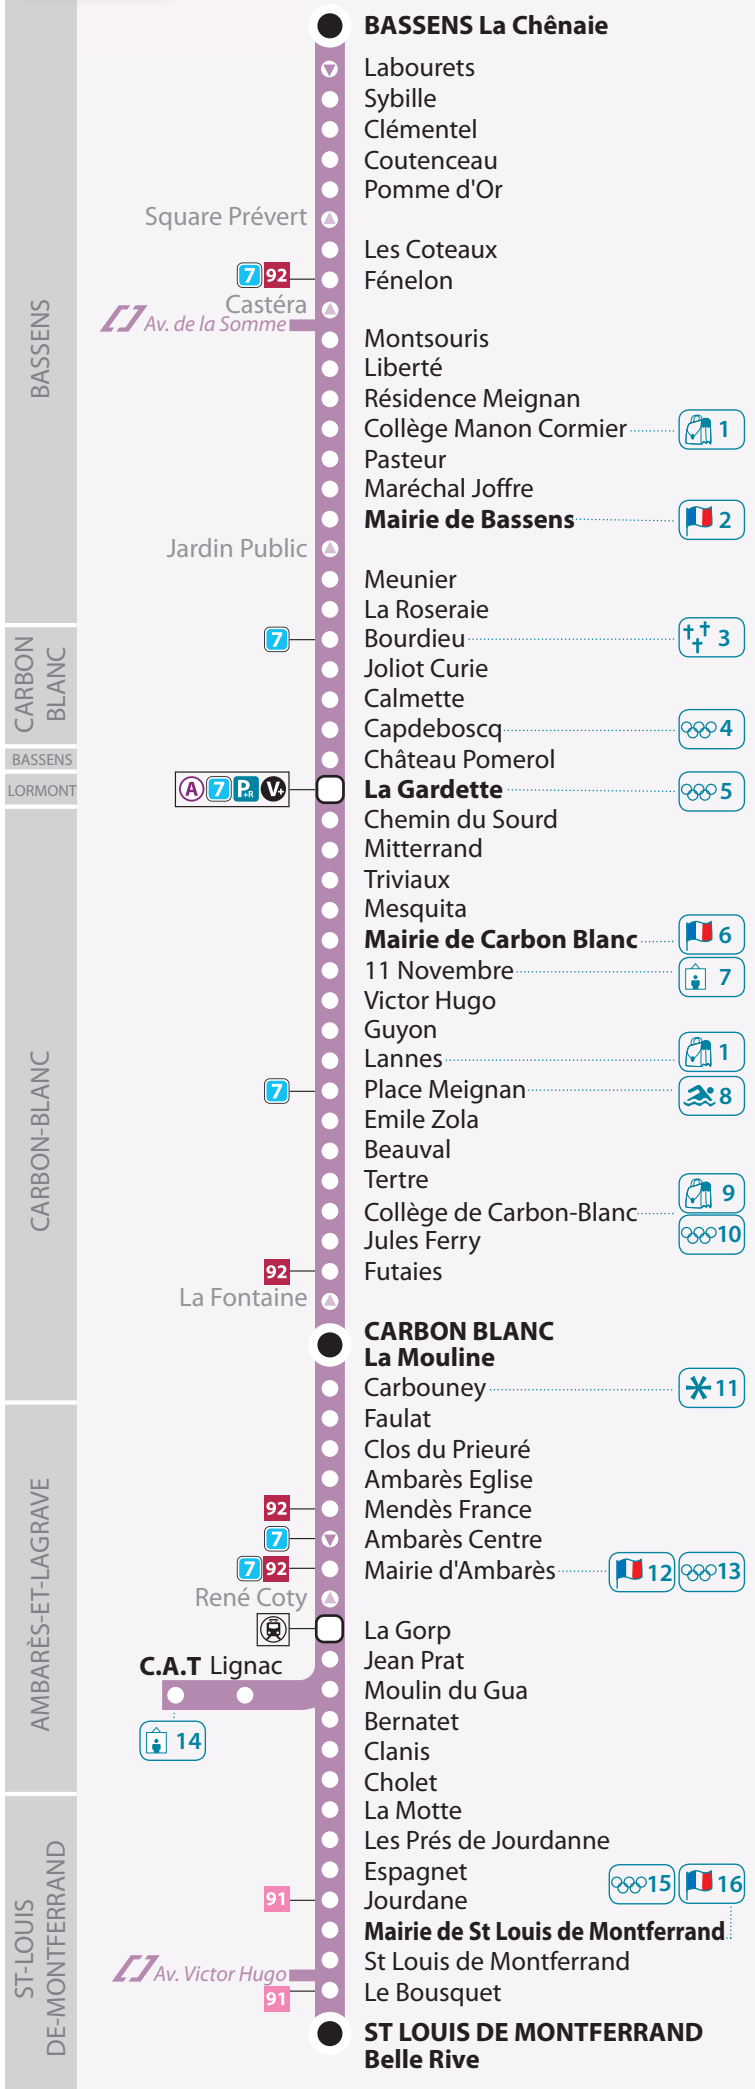 BASSENS La Chênaie
Labourets
Sybille
Clémentel
Coutenceau
Pomme d'Or
Square Prévert
Les Coteaux
7 92 Fénelon
Castéra
Av. de la Somme
Montsouris
Liberté
Résidence Meignan
Collège Manon Cormier 1
Pasteur
Maréchal Joffre
Mairie de Bassens 2
Jardin Public
Meunier
La Roseraie
7 Bourdieu 3
Joliot Curie
Calmette
Capdeboscq 4
Château Pomerol
A 7 P+R V+ La Gardette 5
Chemin du Sourd
Mitterrand
Triviaux
Mesquita
Mairie de Carbon Blanc 6
11 Novembre 7
Victor Hugo
Guyon
Lannes 1
7 Place Meignan 8
Emile Zola
Beauval
Tertre
Collège de Carbon-Blanc 9
Jules Ferry 10
92 Futaies
La Fontaine
CARBON BLANC
La Mouline
Carbouney 11
Faulat
Clos du Prieuré
Ambarès Eglise
92 Mendès France
7 Ambarès Centre
7 92 Mairie d'Ambarès 12 13
René Coty
La Gorp
C.A.T Lignac
14
Jean Prat
Moulin du Gua
Bernatet
Clanis
Cholet
La Motte
Les Prés de Jourdanne
Espagnet
91 Jourdane 15 16
Mairie de St Louis de Montferrand
St Louis de Montferrand
Av. Victor Hugo
91 Le Bousquet
ST LOUIS DE MONTFERRAND
Belle Rive
BASSENS
CARBON
BLANC
BASSENS
LORMONT
CARBON-BLANC
AMBARÈS-ET-LAGRAVE
ST-LOUIS
DE-MONTFERRAND